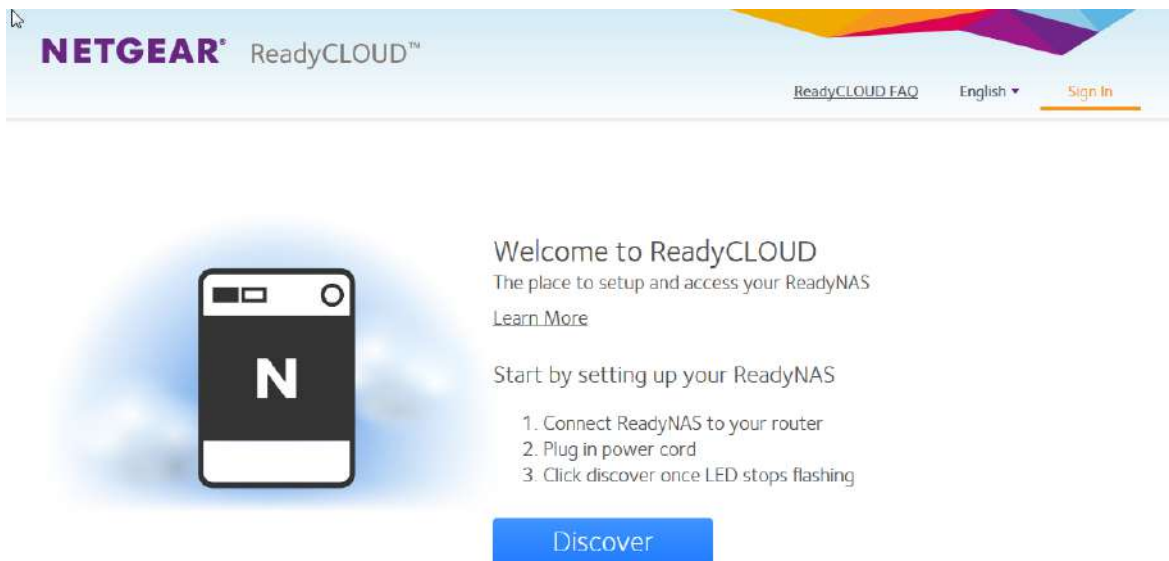 NETGEAR® ReadyCLOUD™
ReadyCLOUD FAQ English Sign In
N
Welcome to ReadyCLOUD
The place to setup and access your ReadyNAS
Learn More
Start by setting up your ReadyNAS
1. Connect ReadyNAS to your router
2. Plug in power cord
3. Click discover once LED stops flashing
Discover